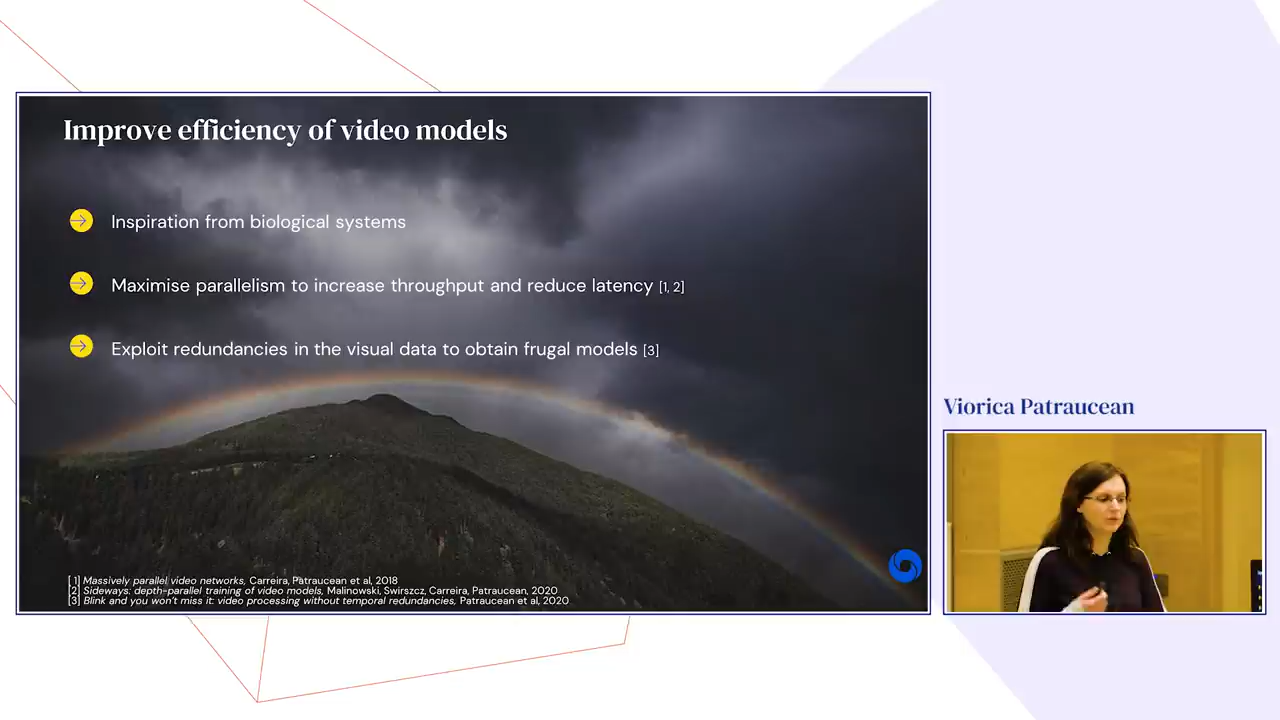 Improve efficiency of video models
Inspiration from biological systems
Maximise parallelism to increase throughput and reduce latency [1, 2]
Exploit redundancies in the visual data to obtain frugal models [3]
[1] Massively parallel video networks, Carreira, Patraucean et al, 2018
[2] Sideways: depth-parallel training of video models, Malinowski, Swirszcz, Carreira, Patraucean, 2020
[3] Blink and you won't miss it: video processing without temporal redundancies, Patraucean et al, 2020
Viorica Patraucean